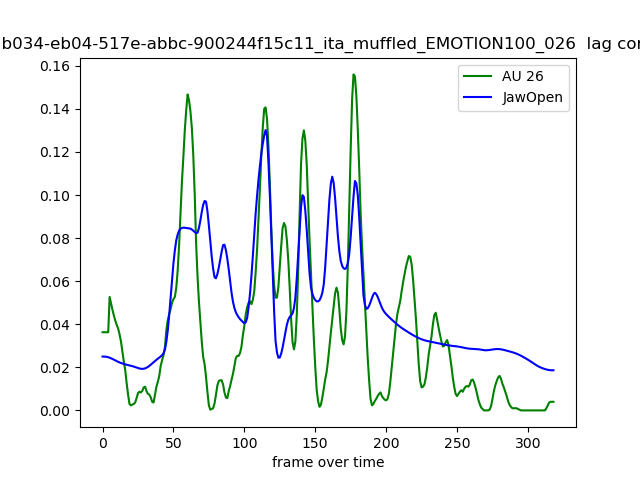 b034-eb04-517e-abbc-900244f15c11_ita_muffled_EMOTION100_026 lag
AU 26
JawOpen
0.16
0.14
0.12
0.10
0.08
0.06
0.04
0.02
0.00
0 50 100 150 200 250 300
frame over time